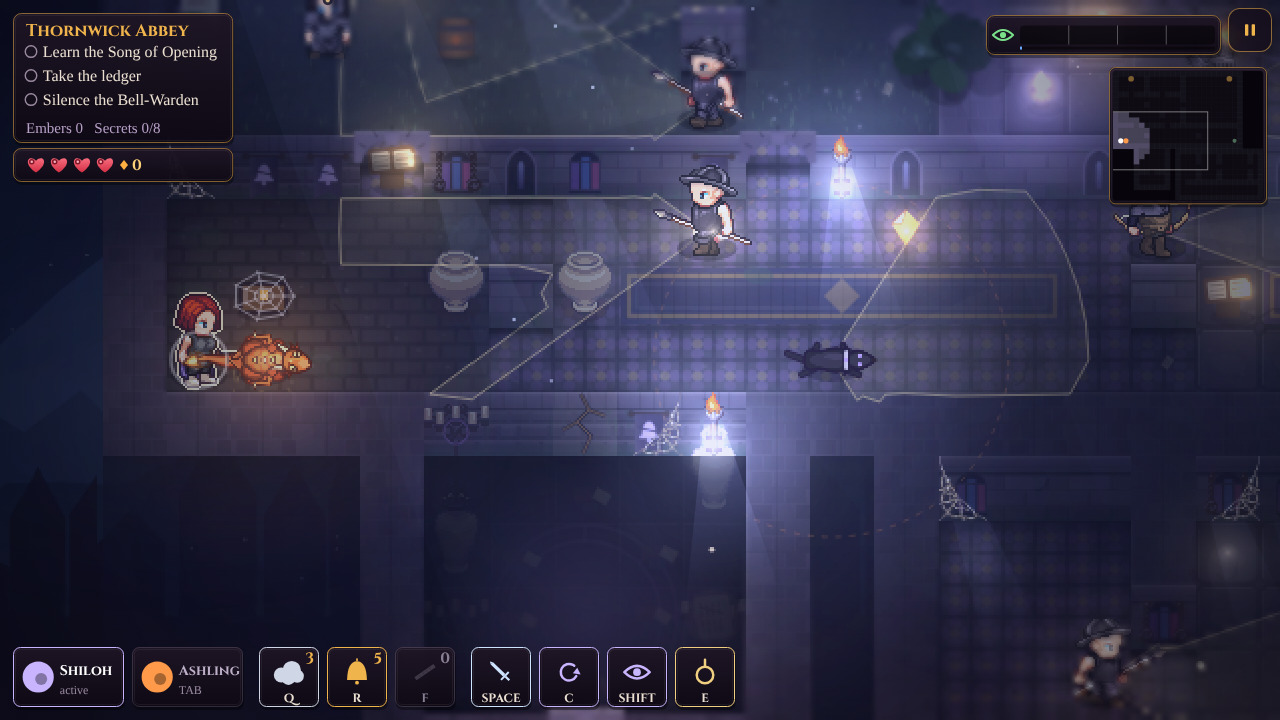 THORNWICK ABBEY
Learn the Song of Opening
Take the ledger
Silence the Bell-Warden
Embers 0 Secrets 0/8
0
SHILOH
active
ASHLING
TAB
3
Q
5
R
0
F
SPACE
C
SHIFT
E